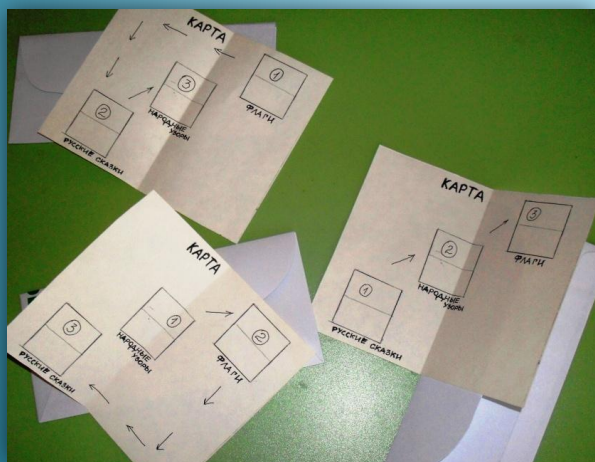 КАРТА
1
3
2
ФЛАГИ
НАРОДНЫЕ
УЗОРЫ
РУССКИЕ СКАЗКИ
КАРТА
3
2
1
ФЛАГИ
НАРОДНЫЕ
УЗОРЫ
РУССКИЕ СКАЗКИ
КАРТА
1
2
3
НАРОДНЫЕ
УЗОРЫ
ФЛАГИ
РУССКИЕ СКАЗКИ